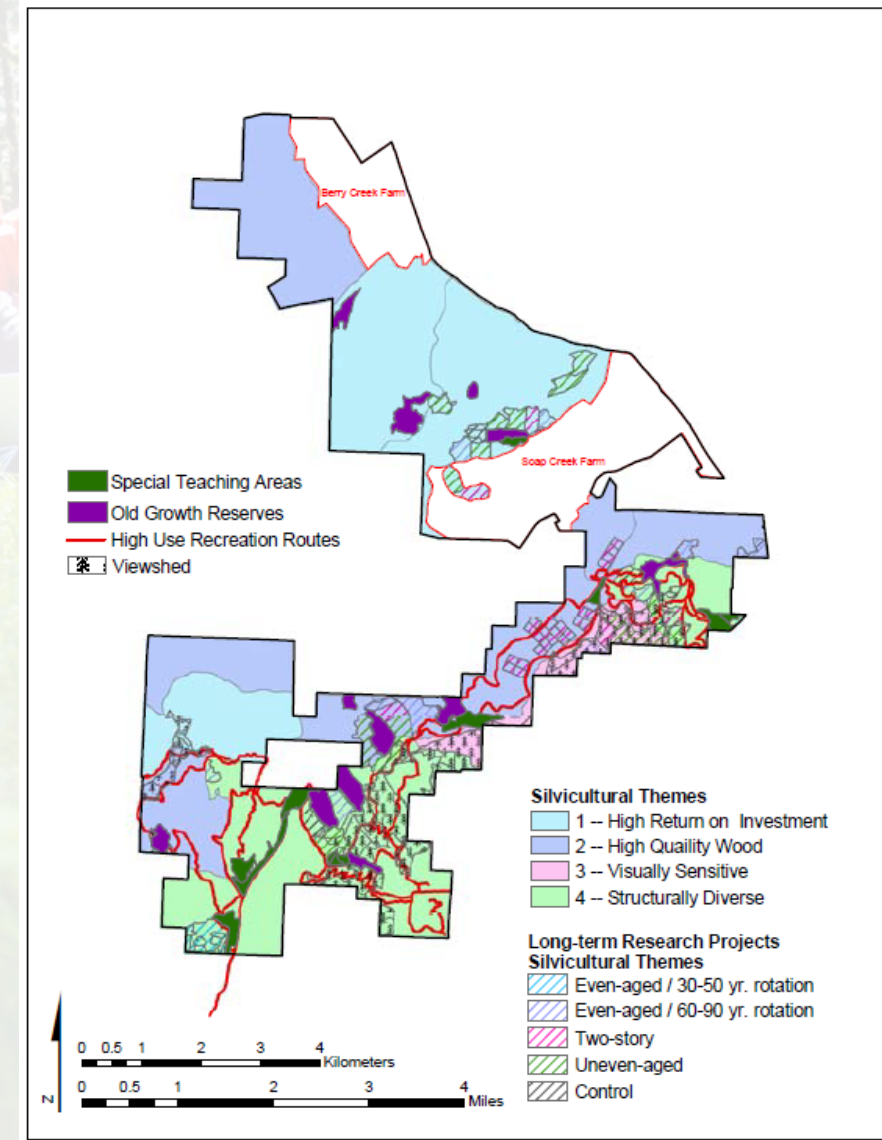 Berry Creek Farm
Soap Creek Farm
Special Teaching Areas
Old Growth Reserves
High Use Recreation Routes
Viewshed
Silvicultural Themes
1 -- High Return on Investment
2 -- High Quaility Wood
3 -- Visually Sensitive
4 -- Structurally Diverse
Long-term Research Projects
Silvicultural Themes
Even-aged / 30-50 yr. rotation
Even-aged / 60-90 yr. rotation
Two-story
Uneven-aged
Control
0 0.5 1 2 3 4
Kilometers
0 0.5 1 2 3 4
Miles
N